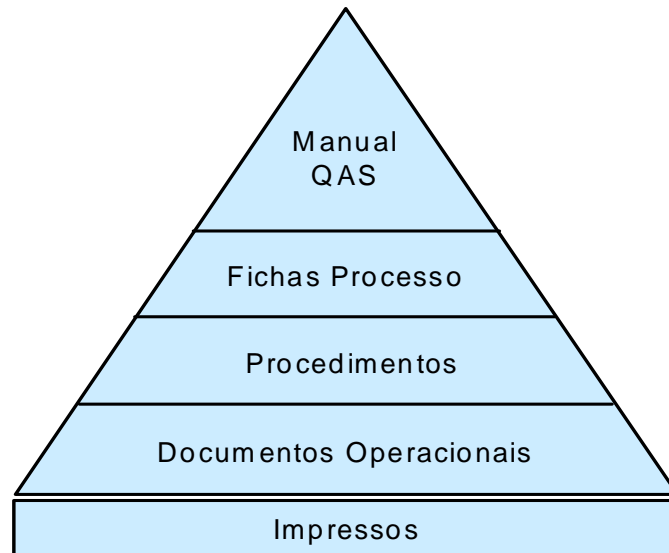 Manual
QAS
Fichas Processo
Procedimentos
Documentos Operacionais
Impressos